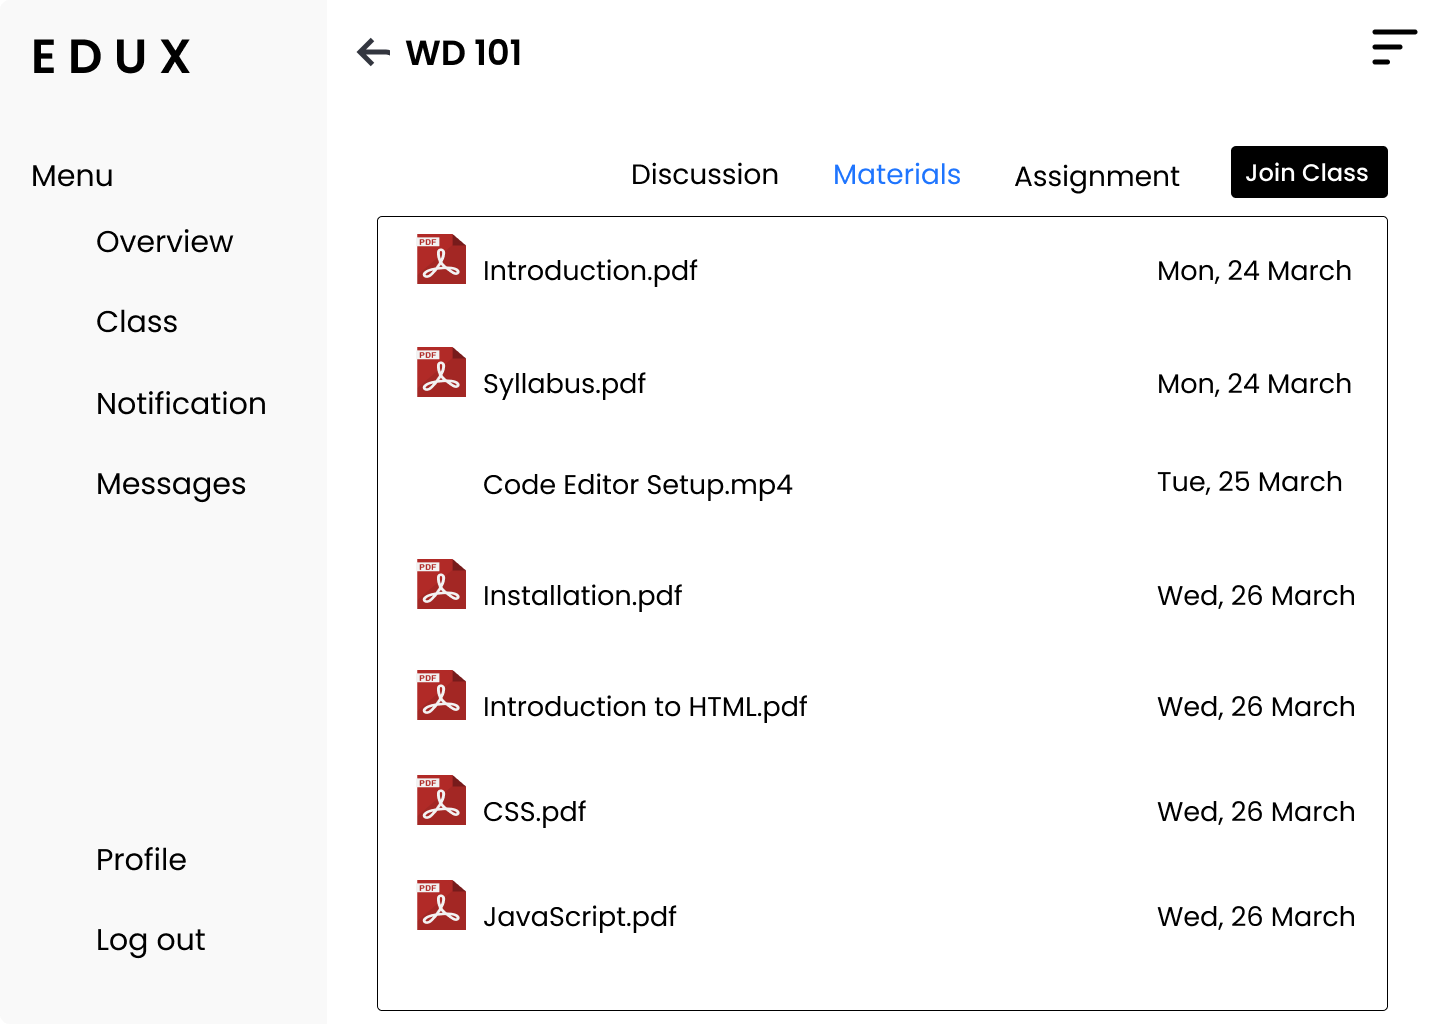 EDUX
Menu
Overview
Class
Notification
Messages
Profile
Log out
WD 101
Discussion Materials Assignment Join Class
PDF Introduction.pdf Mon, 24 March
PDF Syllabus.pdf Mon, 24 March
Code Editor Setup.mp4 Tue, 25 March
PDF Installation.pdf Wed, 26 March
PDF Introduction to HTML.pdf Wed, 26 March
PDF CSS.pdf Wed, 26 March
PDF JavaScript.pdf Wed, 26 March